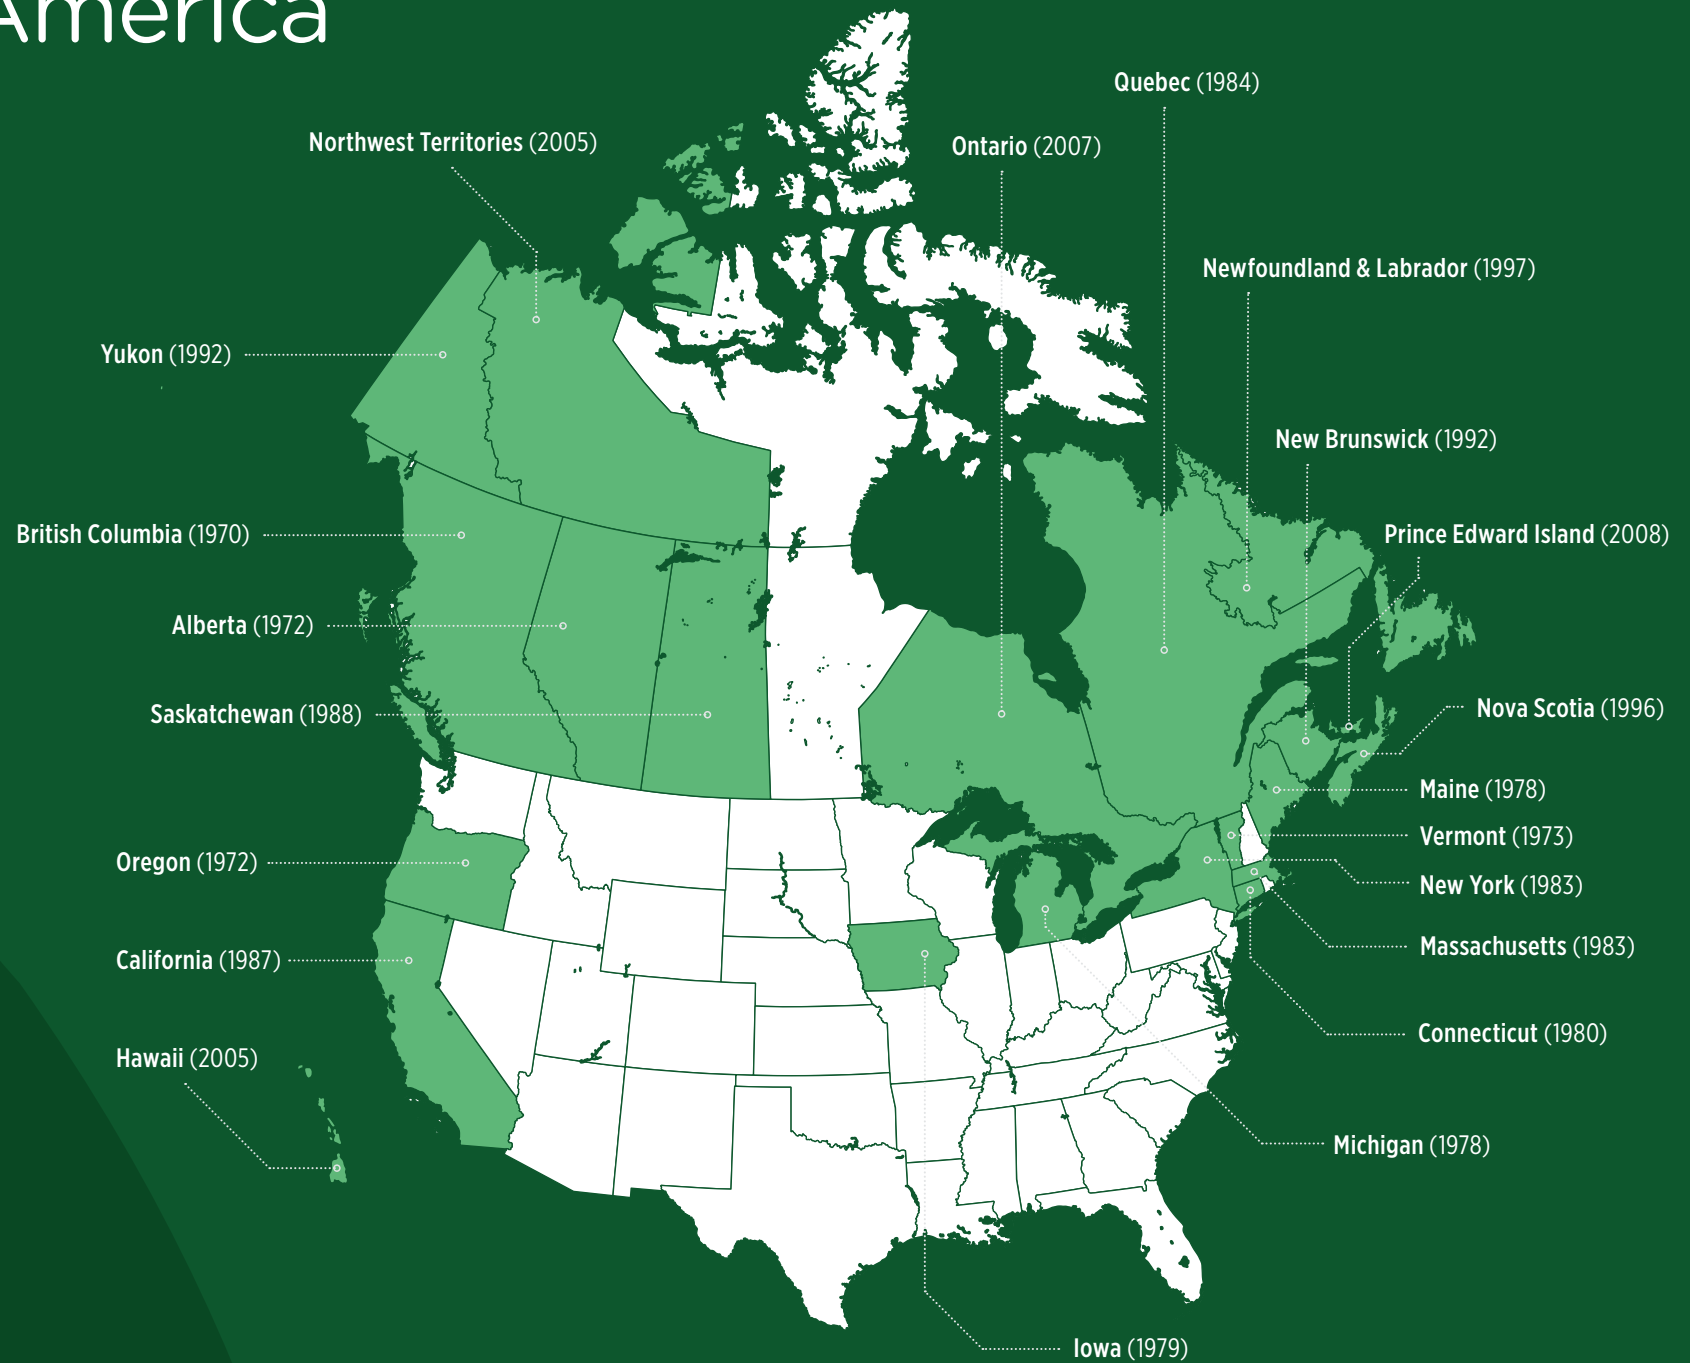 America
Quebec (1984)
Northwest Territories (2005)
Ontario (2007)
Newfoundland & Labrador (1997)
Yukon (1992)
New Brunswick (1992)
British Columbia (1970)
Prince Edward Island (2008)
Alberta (1972)
Saskatchewan (1988)
Nova Scotia (1996)
Maine (1978)
Vermont (1973)
Oregon (1972)
New York (1983)
Massachusetts (1983)
California (1987)
Connecticut (1980)
Hawaii (2005)
Michigan (1978)
Iowa (1979)